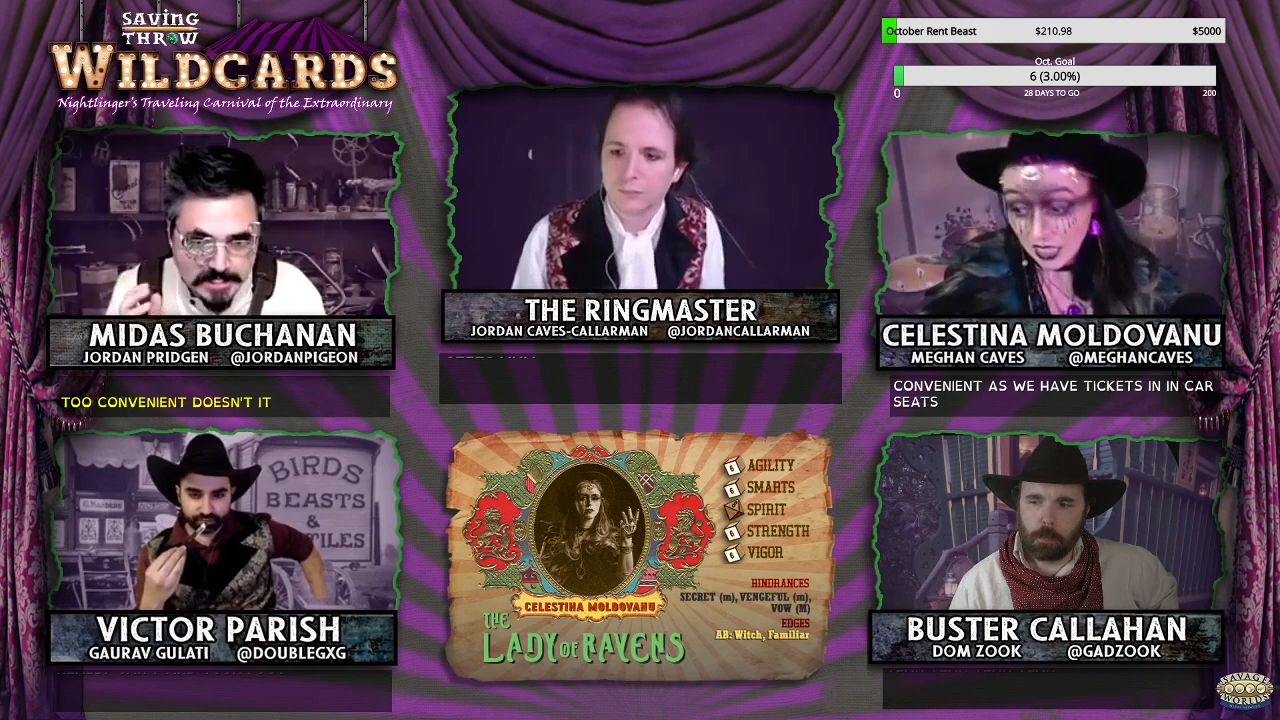 SAVING
THROW
WILDCARDS
Nightlinger's Traveling Carnival of the Extraordinary
October Rent Beast $210.98 $5000
Oct. Goal
6 (3.00%)
0 28 DAYS TO GO 200
MIDAS BUCHANAN
JORDAN PRIDGEN @JORDANPIGEON
TOO CONVENIENT DOESN'T IT
THE RINGMASTER
JORDAN CAVES-CALLARMAN @JORDANCALLARMAN
CELESTINA MOLDOVANU
MEGHAN CAVES @MEGHANCAVES
CONVENIENT AS WE HAVE TICKETS IN IN CAR
SEATS
BIRDS
BEASTS
&
VICTOR PARISH
GAURAV GULATI @DOUBLEGXG
AGILITY
SMARTS
SPIRIT
STRENGTH
VIGOR
HINDRANCES
SECRET (m), VENGEFUL (m),
VOW (M)
EDGES
AB: Witch, Familiar
CELESTINA MOLDOVANU
THE
LADY OF RAVENS
BUSTER CALLAHAN
DOM ZOOK @GADZOOK
SAVAGE
WORLDS